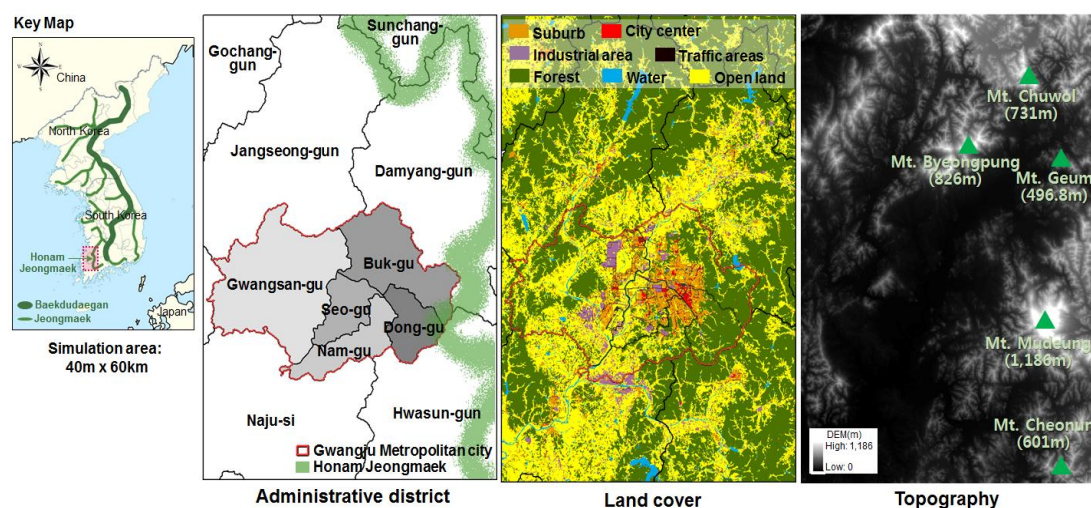 Key Map
N
China
North Korea
South Korea
Honam
Jeongmaek
Japan
Baekdudaegan
Jeongmaek
Simulation area:
40m x 60km
Sunchang-
gun
Gochang-
gun
Jangseong-gun
Damyang-gun
Buk-gu
Gwangsan-gu
Seo-gu
Dong-gu
Nam-gu
Naju-si
Hwasun-gun
Gwangju Metropolitan city
Honam Jeongmaek
Administrative district
Suburb
City center
Industrial area
Traffic areas
Forest
Water
Open land
Land cover
Mt. Chuwol
(731m)
Mt. Byeongpung
(826m)
Mt. Geum
(496.8m)
Mt. Mudeung
(1,186m)
Mt. Cheonun
(601m)
DEM(m)
High: 1,186
Low: 0
Topography